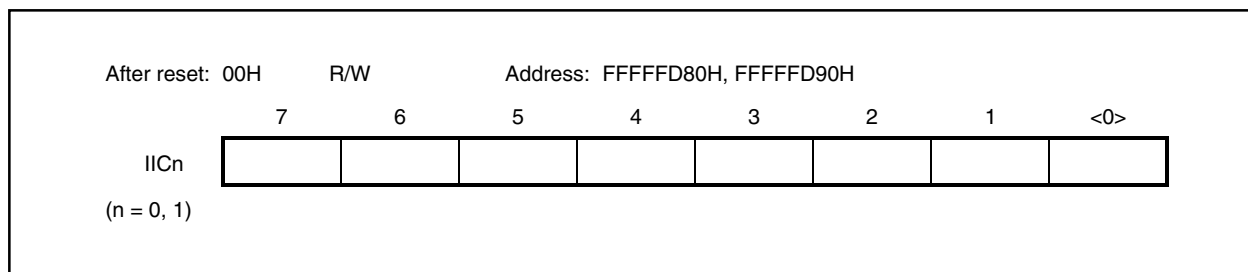 After reset: 00H R/W Address: FFFFFD80H, FFFFFD90H
7 6 5 4 3 2 1 <0>
IICn
(n = 0, 1)